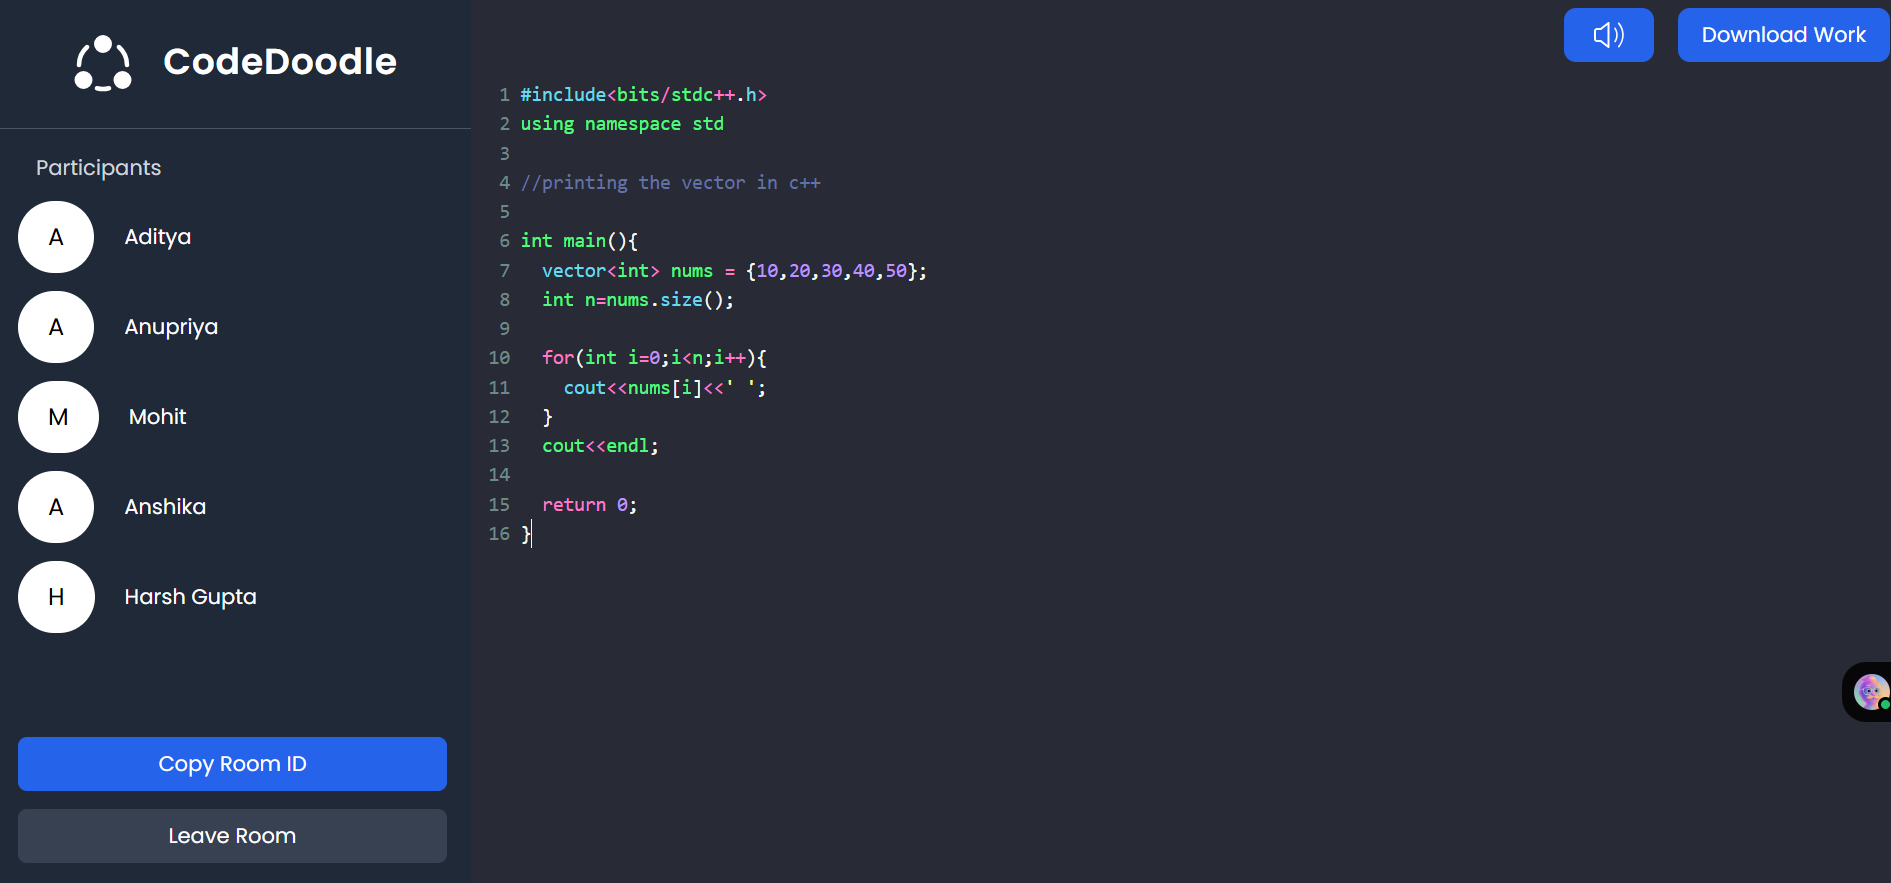 CodeDoodle
Participants
A Aditya
A Anupriya
M Mohit
A Anshika
H Harsh Gupta
Copy Room ID
Leave Room
Download Work
1 #include<bits/stdc++.h>
2 using namespace std
3
4 //printing the vector in c++
5
6 int main(){
7   vector<int> nums = {10,20,30,40,50};
8   int n=nums.size();
9
10   for(int i=0;i<n;i++){
11     cout<<nums[i]<<' ';
12   }
13   cout<<endl;
14
15   return 0;
16 }